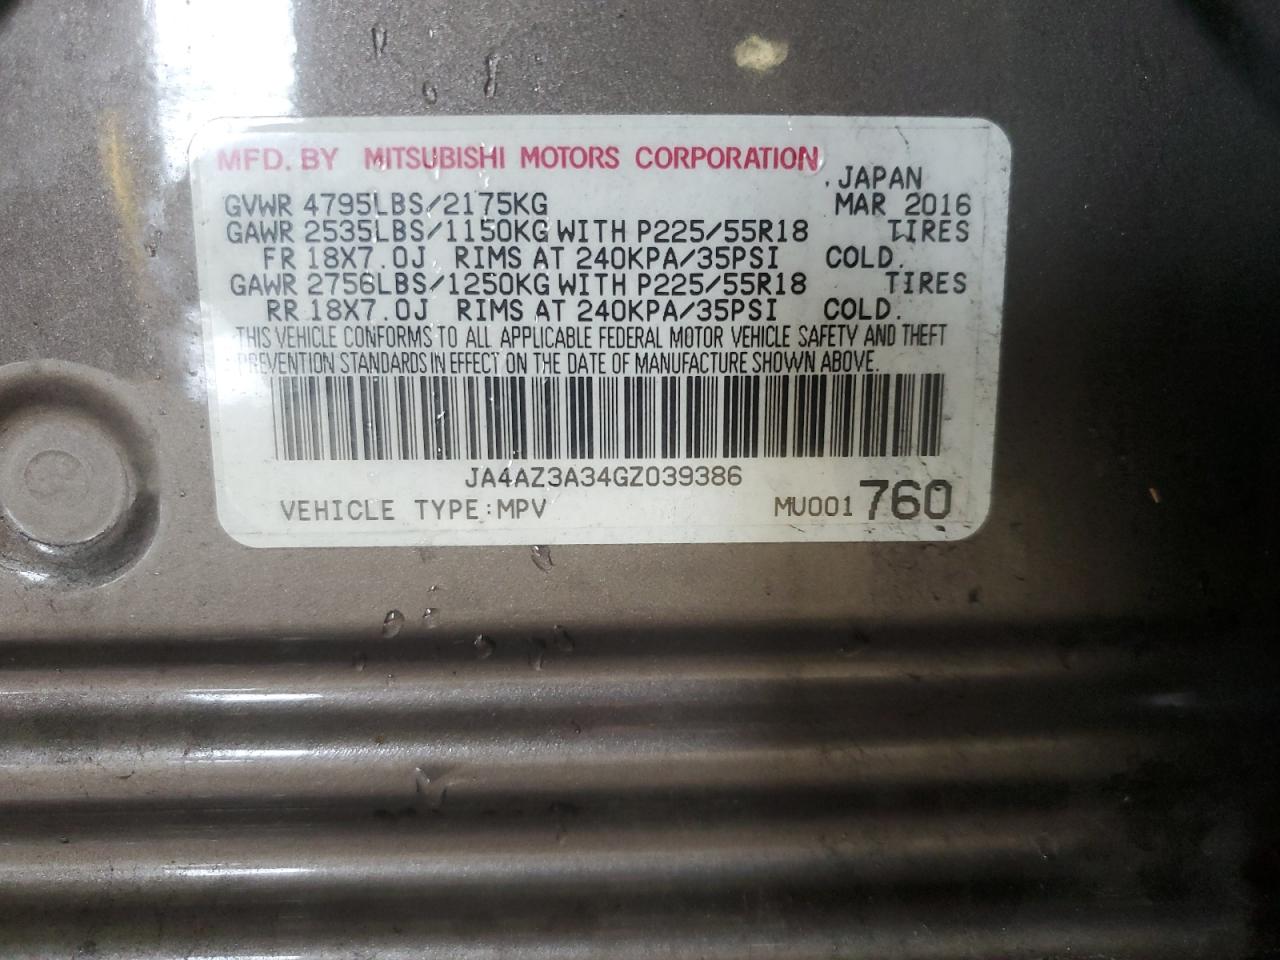 MFD. BY MITSUBISHI MOTORS CORPORATION
JAPAN
GVWR 4795LBS/2175KG MAR 2016
GAWR 2535LBS/1150KG WITH P225/55R18 TIRES
FR 18X7.0J RIMS AT 240KPA/35PSI COLD.
GAWR 2756LBS/1250KG WITH P225/55R18 TIRES
RR 18X7.0J RIMS AT 240KPA/35PSI COLD.
THIS VEHICLE CONFORMS TO ALL APPLICABLE FEDERAL MOTOR VEHICLE SAFETY AND THEFT
PREVENTION STANDARDS IN EFFECT ON THE DATE OF MANUFACTURE SHOWN ABOVE.
JA4AZ3A34GZ039386
VEHICLE TYPE:MPV MU001 760